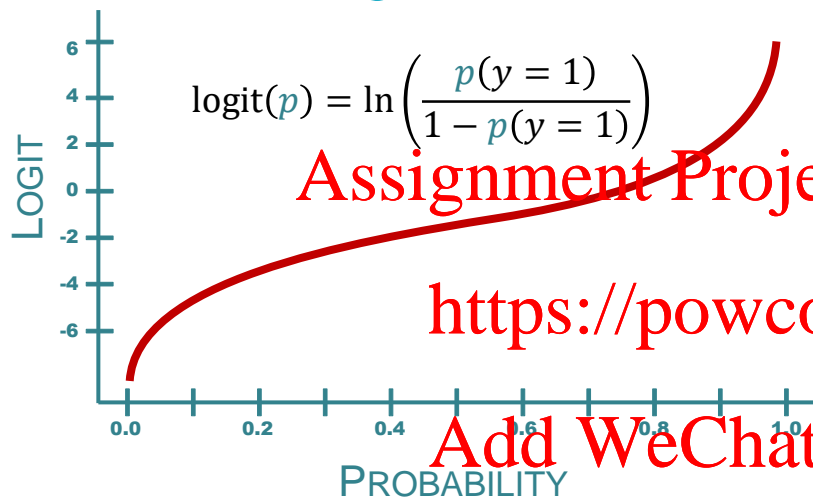 6
logit(p) = ln(p(y = 1) / 1 − p(y = 1))
4
2
Assignment Proje
0
-2
-4
https://powco
-6
LOGIT
0.0 0.2 0.4 0.6 0.8 1.0
Add WeChat
PROBABILITY